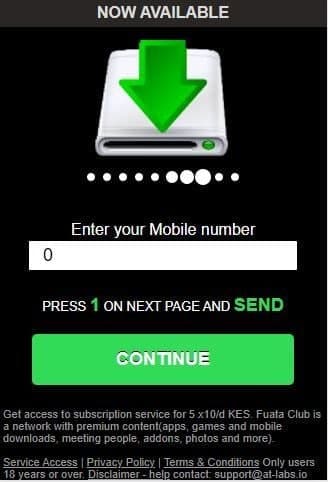 NOW AVAILABLE
Enter your Mobile number
0
PRESS 1 ON NEXT PAGE AND SEND
CONTINUE
Get access to subscription service for 5 x10/d KES. Fuata Club is
a network with premium content(apps, games and mobile
downloads, meeting people, addons, photos and more).
Service Access | Privacy Policy | Terms & Conditions Only users
18 years or over. Disclaimer - help contact: support@at-labs.io